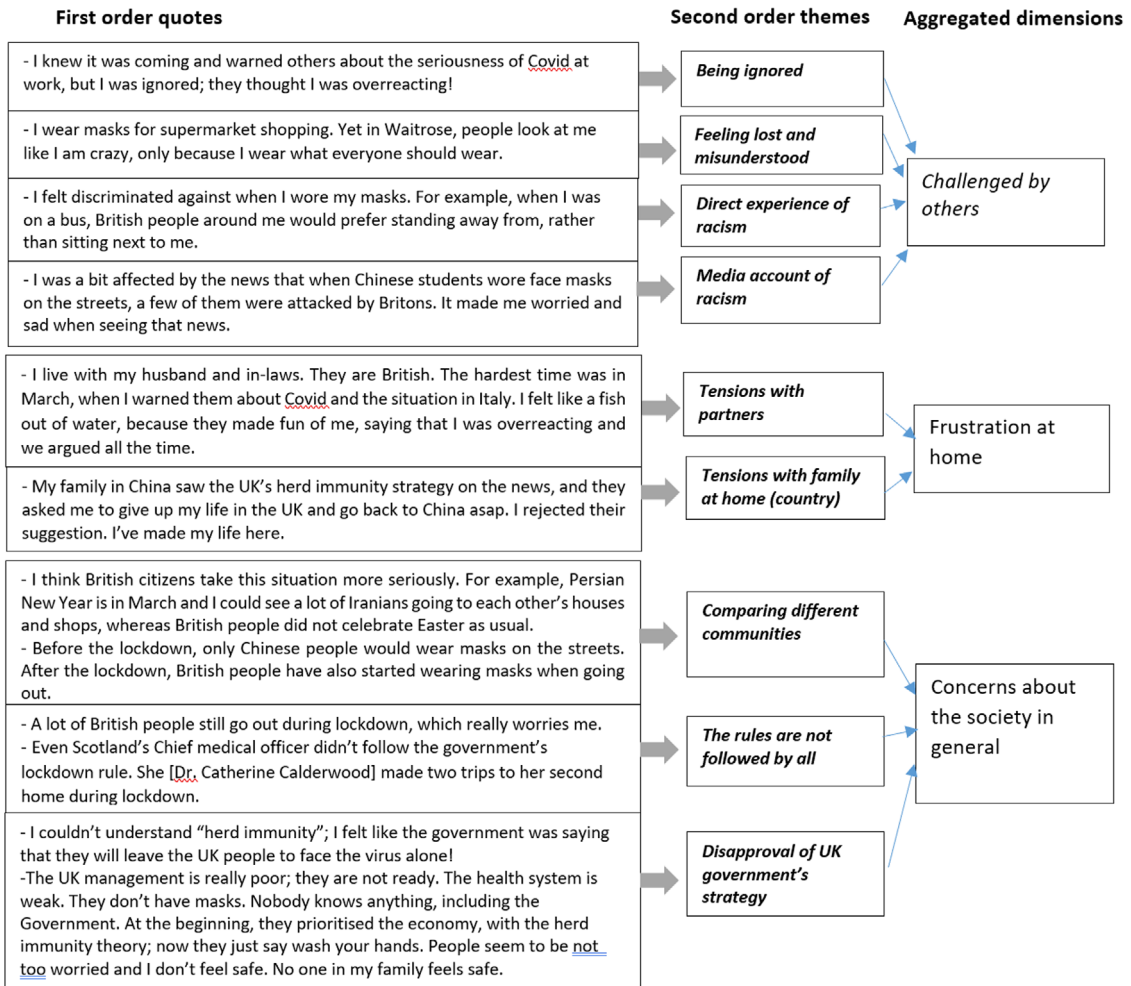 First order quotes
Second order themes
Aggregated dimensions
- I knew it was coming and warned others about the seriousness of Covid at
work, but I was ignored; they thought I was overreacting!
Being ignored
- I wear masks for supermarket shopping. Yet in Waitrose, people look at me
like I am crazy, only because I wear what everyone should wear.
Feeling lost and
misunderstood
- I felt discriminated against when I wore my masks. For example, when I was
on a bus, British people around me would prefer standing away from, rather
than sitting next to me.
Direct experience of
racism
- I was a bit affected by the news that when Chinese students wore face masks
on the streets, a few of them were attacked by Britons. It made me worried and
sad when seeing that news.
Media account of
racism
Challenged by
others
- I live with my husband and in-laws. They are British. The hardest time was in
March, when I warned them about Covid and the situation in Italy. I felt like a fish
out of water, because they made fun of me, saying that I was overreacting and
we argued all the time.
Tensions with
partners
- My family in China saw the UK’s herd immunity strategy on the news, and they
asked me to give up my life in the UK and go back to China asap. I rejected their
suggestion. I’ve made my life here.
Tensions with family
at home (country)
Frustration at
home
- I think British citizens take this situation more seriously. For example, Persian
New Year is in March and I could see a lot of Iranians going to each other’s houses
and shops, whereas British people did not celebrate Easter as usual.
- Before the lockdown, only Chinese people would wear masks on the streets.
After the lockdown, British people have also started wearing masks when going
out.
Comparing different
communities
- A lot of British people still go out during lockdown, which really worries me.
- Even Scotland’s Chief medical officer didn’t follow the government’s
lockdown rule. She [Dr. Catherine Calderwood] made two trips to her second
home during lockdown.
The rules are not
followed by all
- I couldn’t understand “herd immunity”; I felt like the government was saying
that they will leave the UK people to face the virus alone!
-The UK management is really poor; they are not ready. The health system is
weak. They don’t have masks. Nobody knows anything, including the
Government. At the beginning, they prioritised the economy, with the herd
immunity theory; now they just say wash your hands. People seem to be not
too worried and I don’t feel safe. No one in my family feels safe.
Disapproval of UK
government’s
strategy
Concerns about
the society in
general